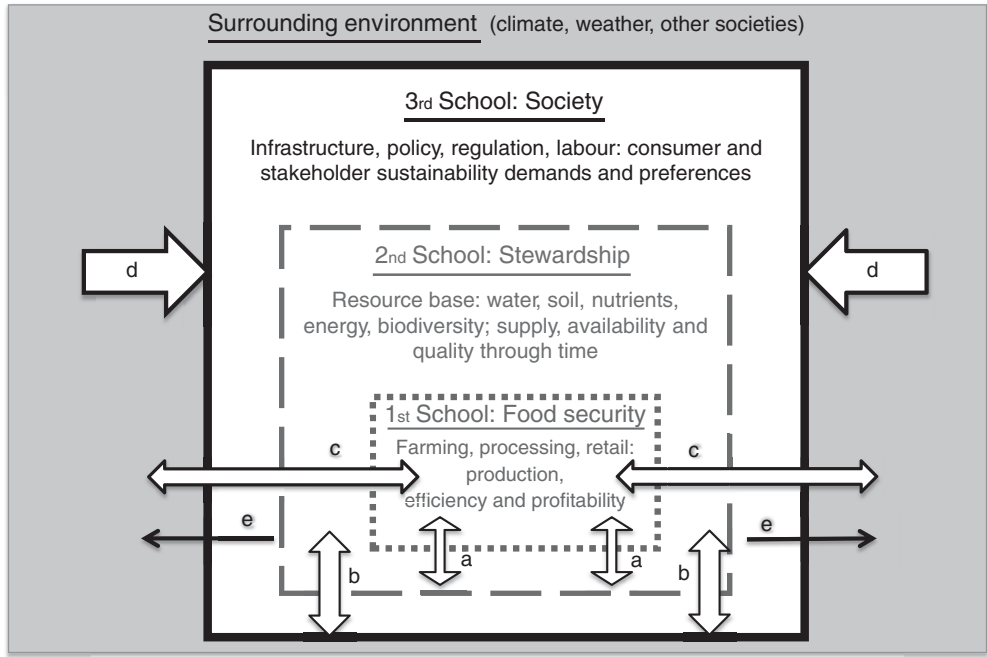 Surrounding environment (climate, weather, other societies)
3rd School: Society
Infrastructure, policy, regulation, labour: consumer and
stakeholder sustainability demands and preferences
2nd School: Stewardship
d
d
Resource base: water, soil, nutrients,
energy, biodiversity; supply, availability and
quality through time
1st School: Food security
Farming, processing, retail:
c
c
production,
efficiency and profitability
e
e
a
a
b
b